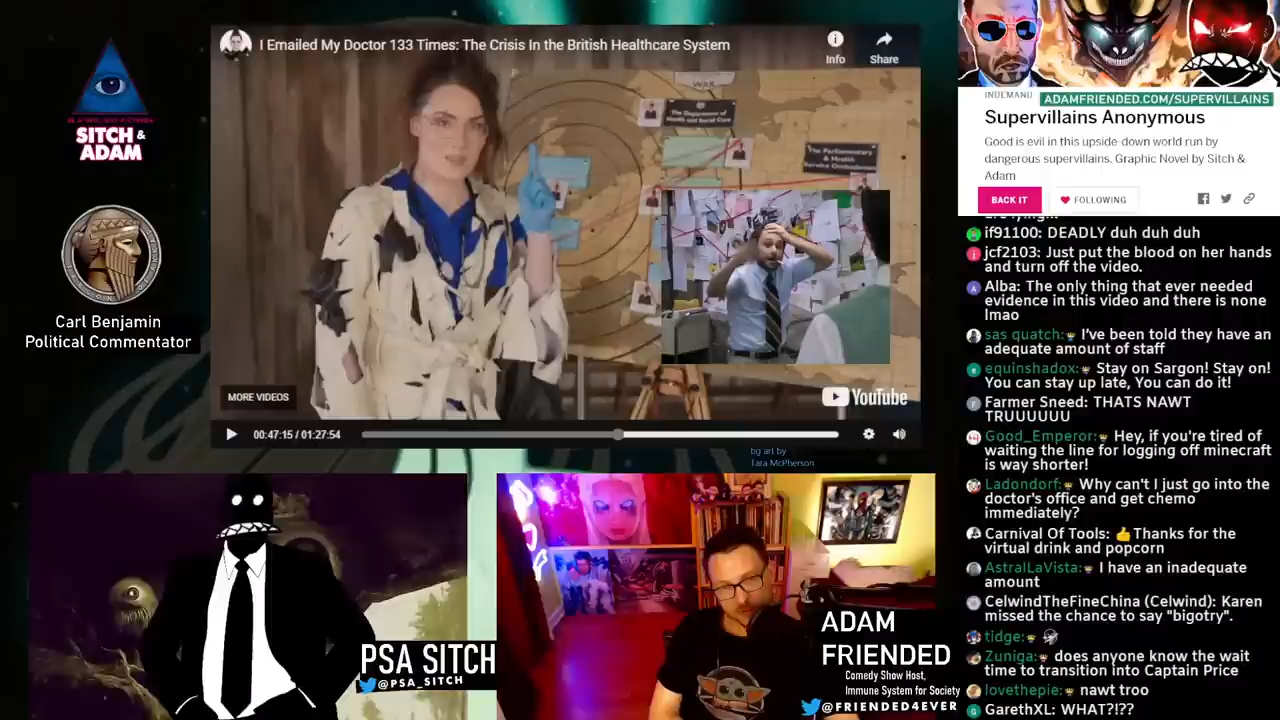 I Emailed My Doctor 133 Times: The Crisis In the British Healthcare System
Info
Share
WAR
The Department of
Health and Social Care
The Parliamentary
& Health
Service Ombudsman
MORE VIDEOS
YouTube
00:47:15 / 01:27:54
bg art by
Tara McPherson
SITCH &
ADAM
Carl Benjamin
Political Commentator
PSA SITCH
@PSA_SITCH
ADAM
FRIENDED
Comedy Show Host,
Immune System for Society
@FRIENDED4EVER
INDEMAND
ADAMFRIENDED.COM/SUPERVILLAINS
Supervillains Anonymous
Good is evil in this upside-down world run by
dangerous supervillains. Graphic Novel by Sitch &
Adam
BACK IT
FOLLOWING
if91100: DEADLY duh duh duh
jcf2103: Just put the blood on her hands
and turn off the video.
Alba: The only thing that ever needed
evidence in this video and there is none
lmao
sas quatch: I've been told they have an
adequate amount of staff
equinshadox: Stay on Sargon! Stay on!
You can stay up late, You can do it!
Farmer Sneed: THATS NAWT
TRUUUUUU
Good_Emperor: Hey, if you're tired of
waiting the line for logging off minecraft
is way shorter!
Ladondorf: Why can't I just go into the
doctor's office and get chemo
immediately?
Carnival Of Tools: 👍Thanks for the
virtual drink and popcorn
AstralLaVista: I have an inadequate
amount
CelwindTheFineChina (Celwind): Karen
missed the chance to say "bigotry".
tidge:
Zuniga: does anyone know the wait
time to transition into Captain Price
lovethepie: nawt troo
GarethXL: WHAT?!??